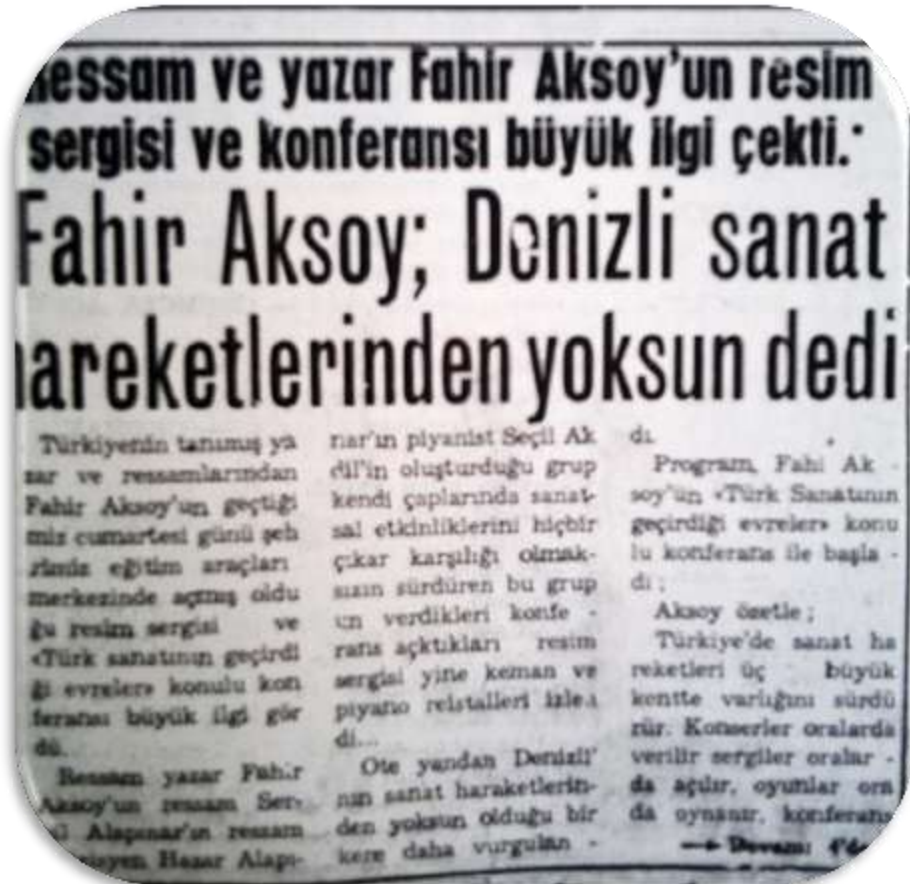 ressam ve yazar Fahir Aksoy'un resim
sergisi ve konferansı büyük ilgi çekti.
Fahir Aksoy; Denizli sanat
hareketlerinden yoksun dedi
Türkiyenin tanımış ya
zar ve ressamlarından
Fahir Aksoy'un geçtiği
miz cumartesi günü şeh
rimiz eğitim araçları
merkezinde açmış oldu
ğu resim sergisi ve
«Türk sanatının geçirdi
ği evreler» konulu kon
feransı büyük ilgi gör
dü.
Ressam yazar Fahir
Aksoy'un ressam Ser-
Alapınar'ın ressam
Hazar Alapı-
nar'ın piyanist Seçil Ak
dil'in oluşturduğu grup
kendi çaplarında sanat-
sal etkinliklerini hiçbir
çıkar karşılığı olmak-
sızın sürdüren bu grup
un verdikleri konfe -
rans açktıkları resim
sergisi yine keman ve
piyano reistalleri izle
di...
Ote yandan Denizli'
nin sanat haraketlerin-
den yoksun olduğu bir
kere daha vurgulan -
dı.
Program, Fahi Ak -
soy'un «Türk Sanatının
geçirdiği evreler» konu
lu konferans ile başla -
dı ;
Aksoy özetle ;
Türkiye'de sanat ha
reketleri üç büyük
kentte varlığını sürdü
rür. Konserler oralarda
verilir sergiler oralar -
da açılır, oyunlar ora
da oynanır, konferans
Devamı 4'de